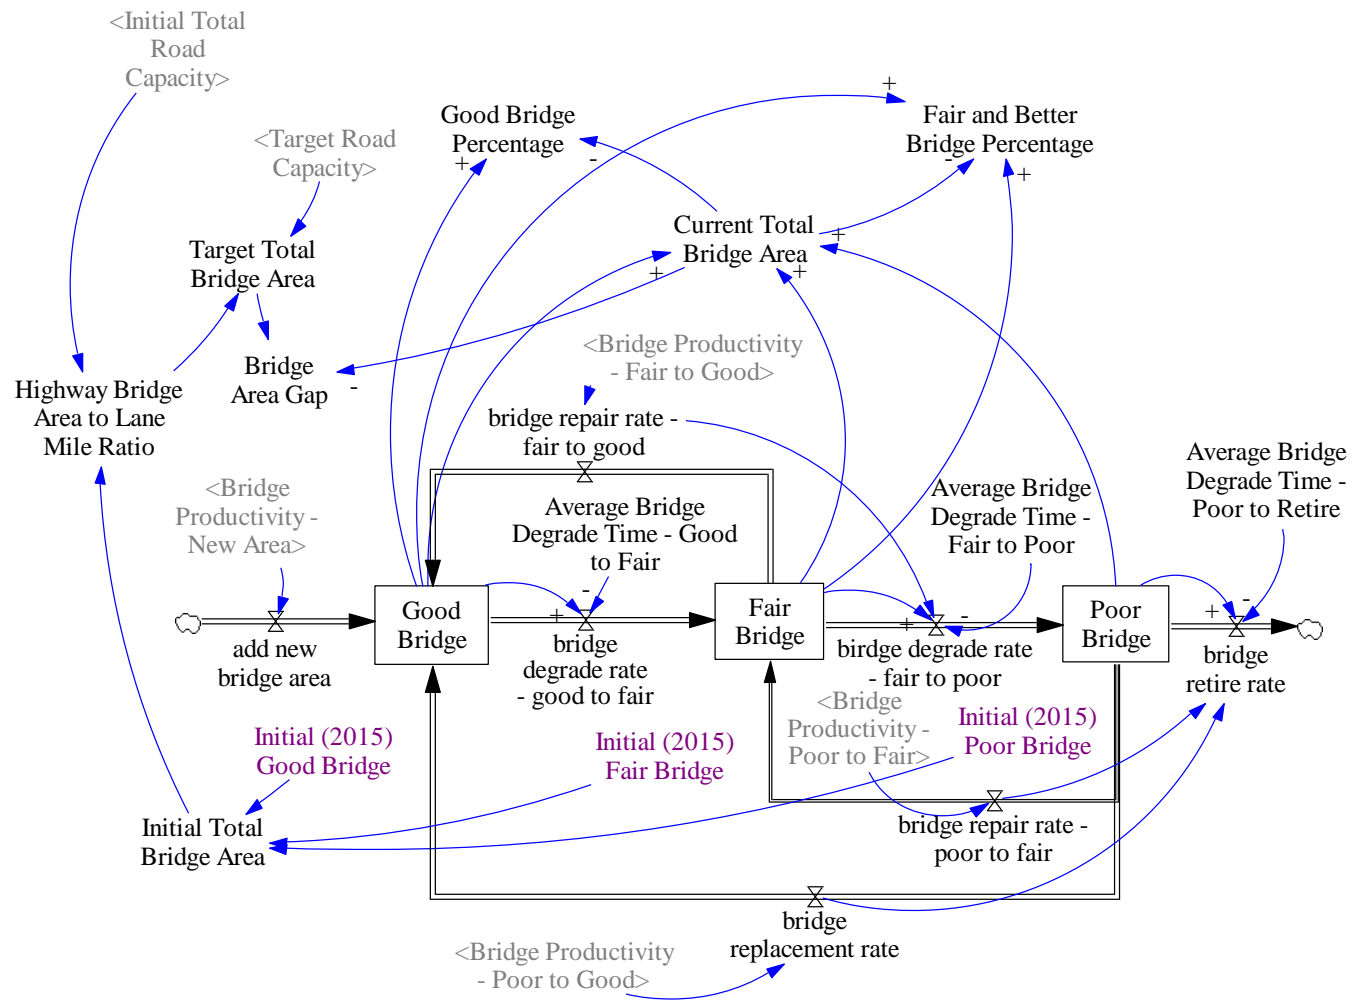 <Initial Total
Road
Capacity>
Good Bridge
Percentage
Fair and Better
Bridge Percentage
<Target Road
Capacity>
Current Total
Bridge Area
Target Total
Bridge Area
<Bridge Productivity
- Fair to Good>
Bridge
Area Gap
Highway Bridge
Area to Lane
Mile Ratio
bridge repair rate -
fair to good
Average Bridge
Degrade Time -
Poor to Retire
<Bridge
Productivity -
New Area>
Average Bridge
Degrade Time - Good
to Fair
Average Bridge
Degrade Time -
Fair to Poor
Good
Bridge
Fair
Bridge
Poor
Bridge
add new
bridge area
bridge
degrade rate
- good to fair
birdge degrade rate
- fair to poor
bridge
retire rate
<Bridge
Productivity -
Poor to Fair>
Initial (2015)
Good Bridge
Initial (2015)
Fair Bridge
Initial (2015)
Poor Bridge
Initial Total
Bridge Area
bridge repair rate -
poor to fair
bridge
replacement rate
<Bridge Productivity
- Poor to Good>